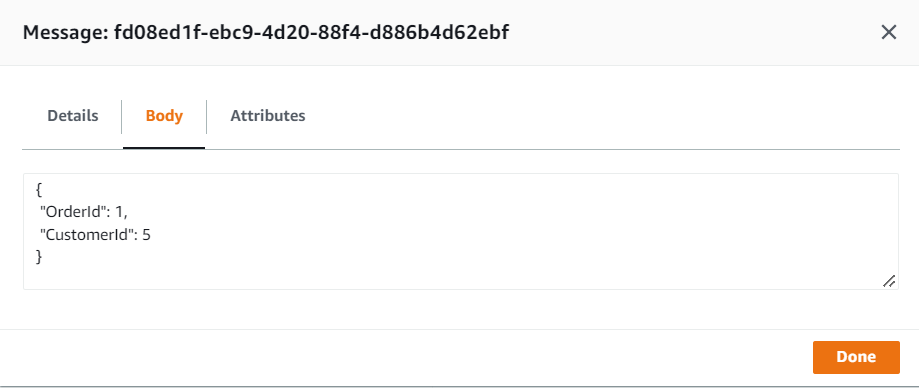 Message: fd08ed1f-ebc9-4d20-88f4-d886b4d62ebf
Details Body Attributes
{
"OrderId": 1,
"CustomerId": 5
}
Done